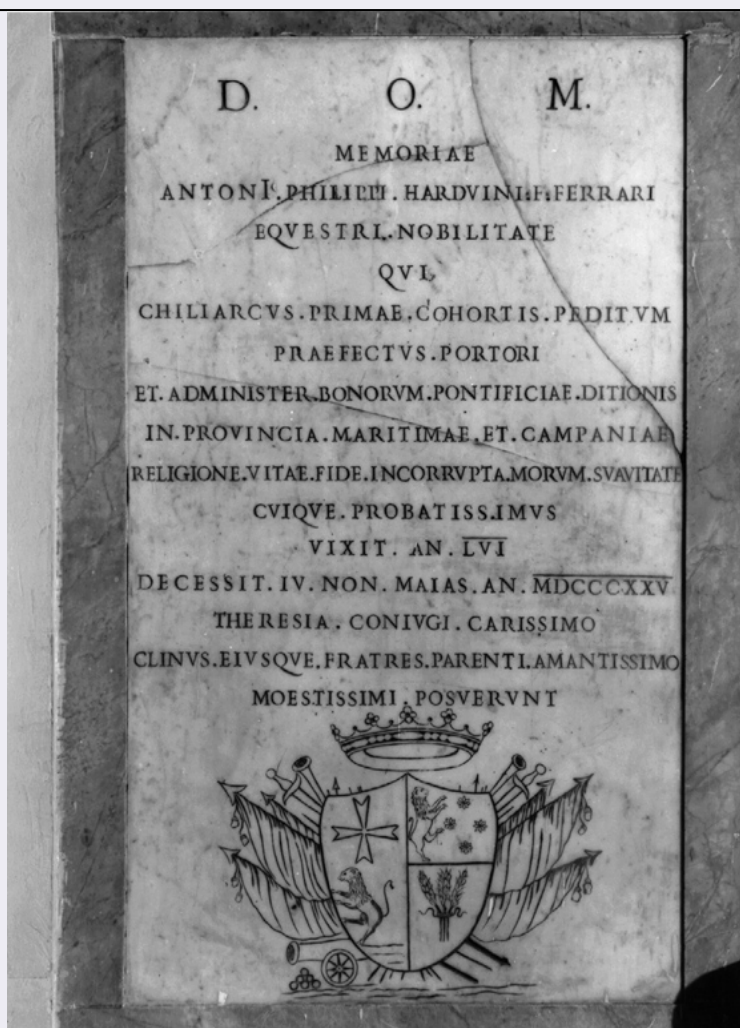 D. O. M.
MEMORIAE
ANTONI. PHILIPPI. HARDVINI. F. FERRARI
EQVESTRI. NOBILITATE
QVI
CHILIARCVS. PRIMAE. COHORTIS. PEDITVM
PRAEFECTVS. PORTORI
ET. ADMINISTER. BONORVM. PONTIFICIAE. DITIONIS
IN. PROVINCIA. MARITIMAE. ET. CAMPANIAE
RELIGIONE. VITAE. FIDE. INCORRVPTA. MORVM. SVAVITATE
CVIQVE. PROBATISSIMVS
VIXIT. AN. LVI
DECESSIT. IV. NON. MAIAS. AN. MDCCCXXV
THERESIA. CONIVGI. CARISSIMO
CLINVS. EIVSQVE. FRATRES. PARENTI. AMANTISSIMO
MOESTISSIMI. POSVERVNT